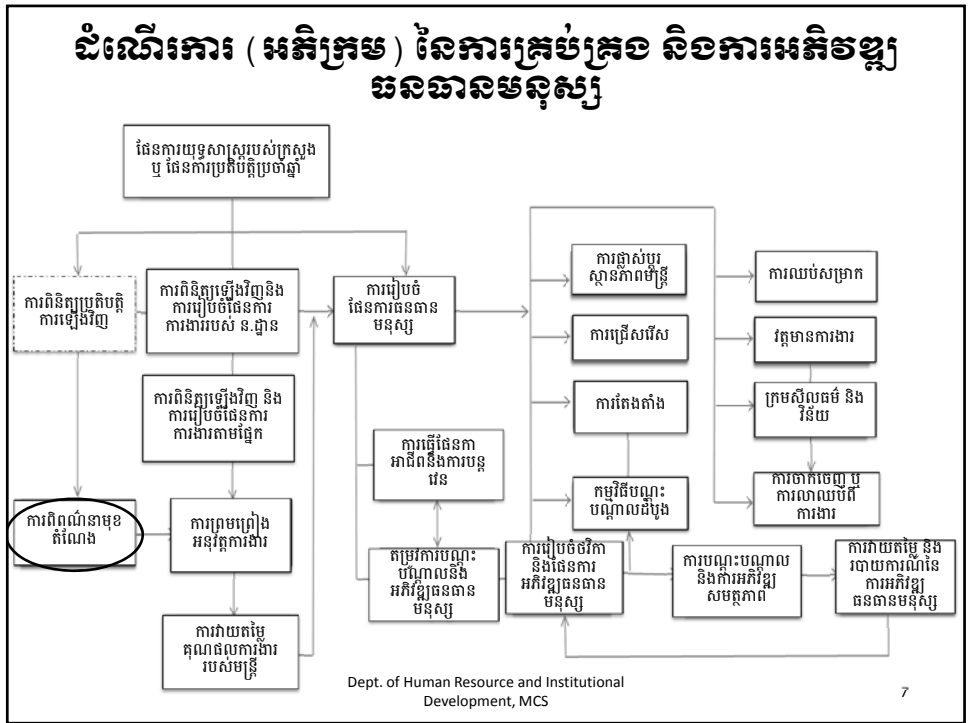 ដំណើរការ (អភិក្រម) នៃការគ្រប់គ្រង និងការអភិវឌ្ឍ
ធនធានមនុស្ស
ផែនការយុទ្ធសាស្ត្ររបស់ក្រសួង
ឬ ផែនការប្រតិបត្តិប្រចាំឆ្នាំ
ការពិនិត្យប្រតិបត្តិ
ការឡើងវិញ
ការពិនិត្យឡើងវិញនិង
ការរៀបចំផែនការ
ការងាររបស់ ន.ដ្ឋាន
ការរៀបចំ
ផែនការធនធាន
មនុស្ស
ការពិនិត្យឡើងវិញ និង
ការរៀបចំផែនការ
ការងារតាមផ្នែក
ការពិពណ៌នាមុខ
តំណែង
ការព្រមព្រៀង
អនុវត្តការងារ
ការវាយតម្លៃ
គុណផលការងារ
របស់មន្ត្រី
ការធ្វើផែនកា
អាជីពនឹងការបន្ត
វេន
តម្រូវការបណ្តុះ
បណ្តាលនិង
អភិវឌ្ឍធនធាន
មនុស្ស
ការផ្លាស់ប្តូរ
ស្ថានភាពមន្ត្រី
ការជ្រើសរើស
ការតែងតាំង
កម្មវិធីបណ្តុះ
បណ្តាលដំបូង
ការរៀបចំថវិកា
និងផែនការ
អភិវឌ្ឍធនធាន
មនុស្ស
ការឈប់សម្រាក
វត្តមានការងារ
ក្រមសីលធម៌ និង
វិន័យ
ការចាកចេញ ឬ
ការលាឈប់ពី
ការងារ
ការបណ្តុះបណ្តាល
និងការអភិវឌ្ឍ
សមត្ថភាព
ការវាយតម្លៃ និង
របាយការណ៍នៃ
ការអភិវឌ្ឍ
ធនធានមនុស្ស
Dept. of Human Resource and Institutional
Development, MCS
7